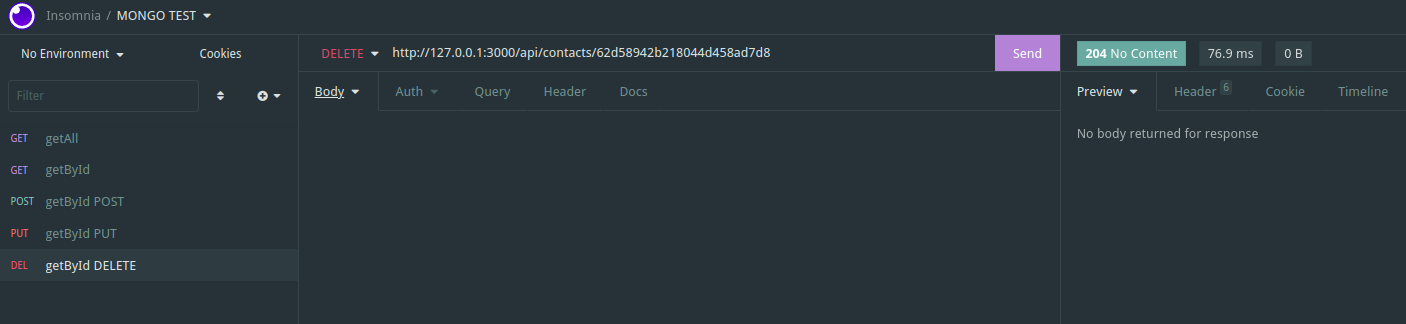 Insomnia / MONGO TEST
No Environment
Cookies
DELETE http://127.0.0.1:3000/api/contacts/62d58942b218044d458ad7d8 Send
204 No Content 76.9 ms 0 B
Filter
Body Auth Query Header Docs
Preview Header 6 Cookie Timeline
GET getAll
GET getById
POST getById POST
PUT getById PUT
DEL getById DELETE
No body returned for response